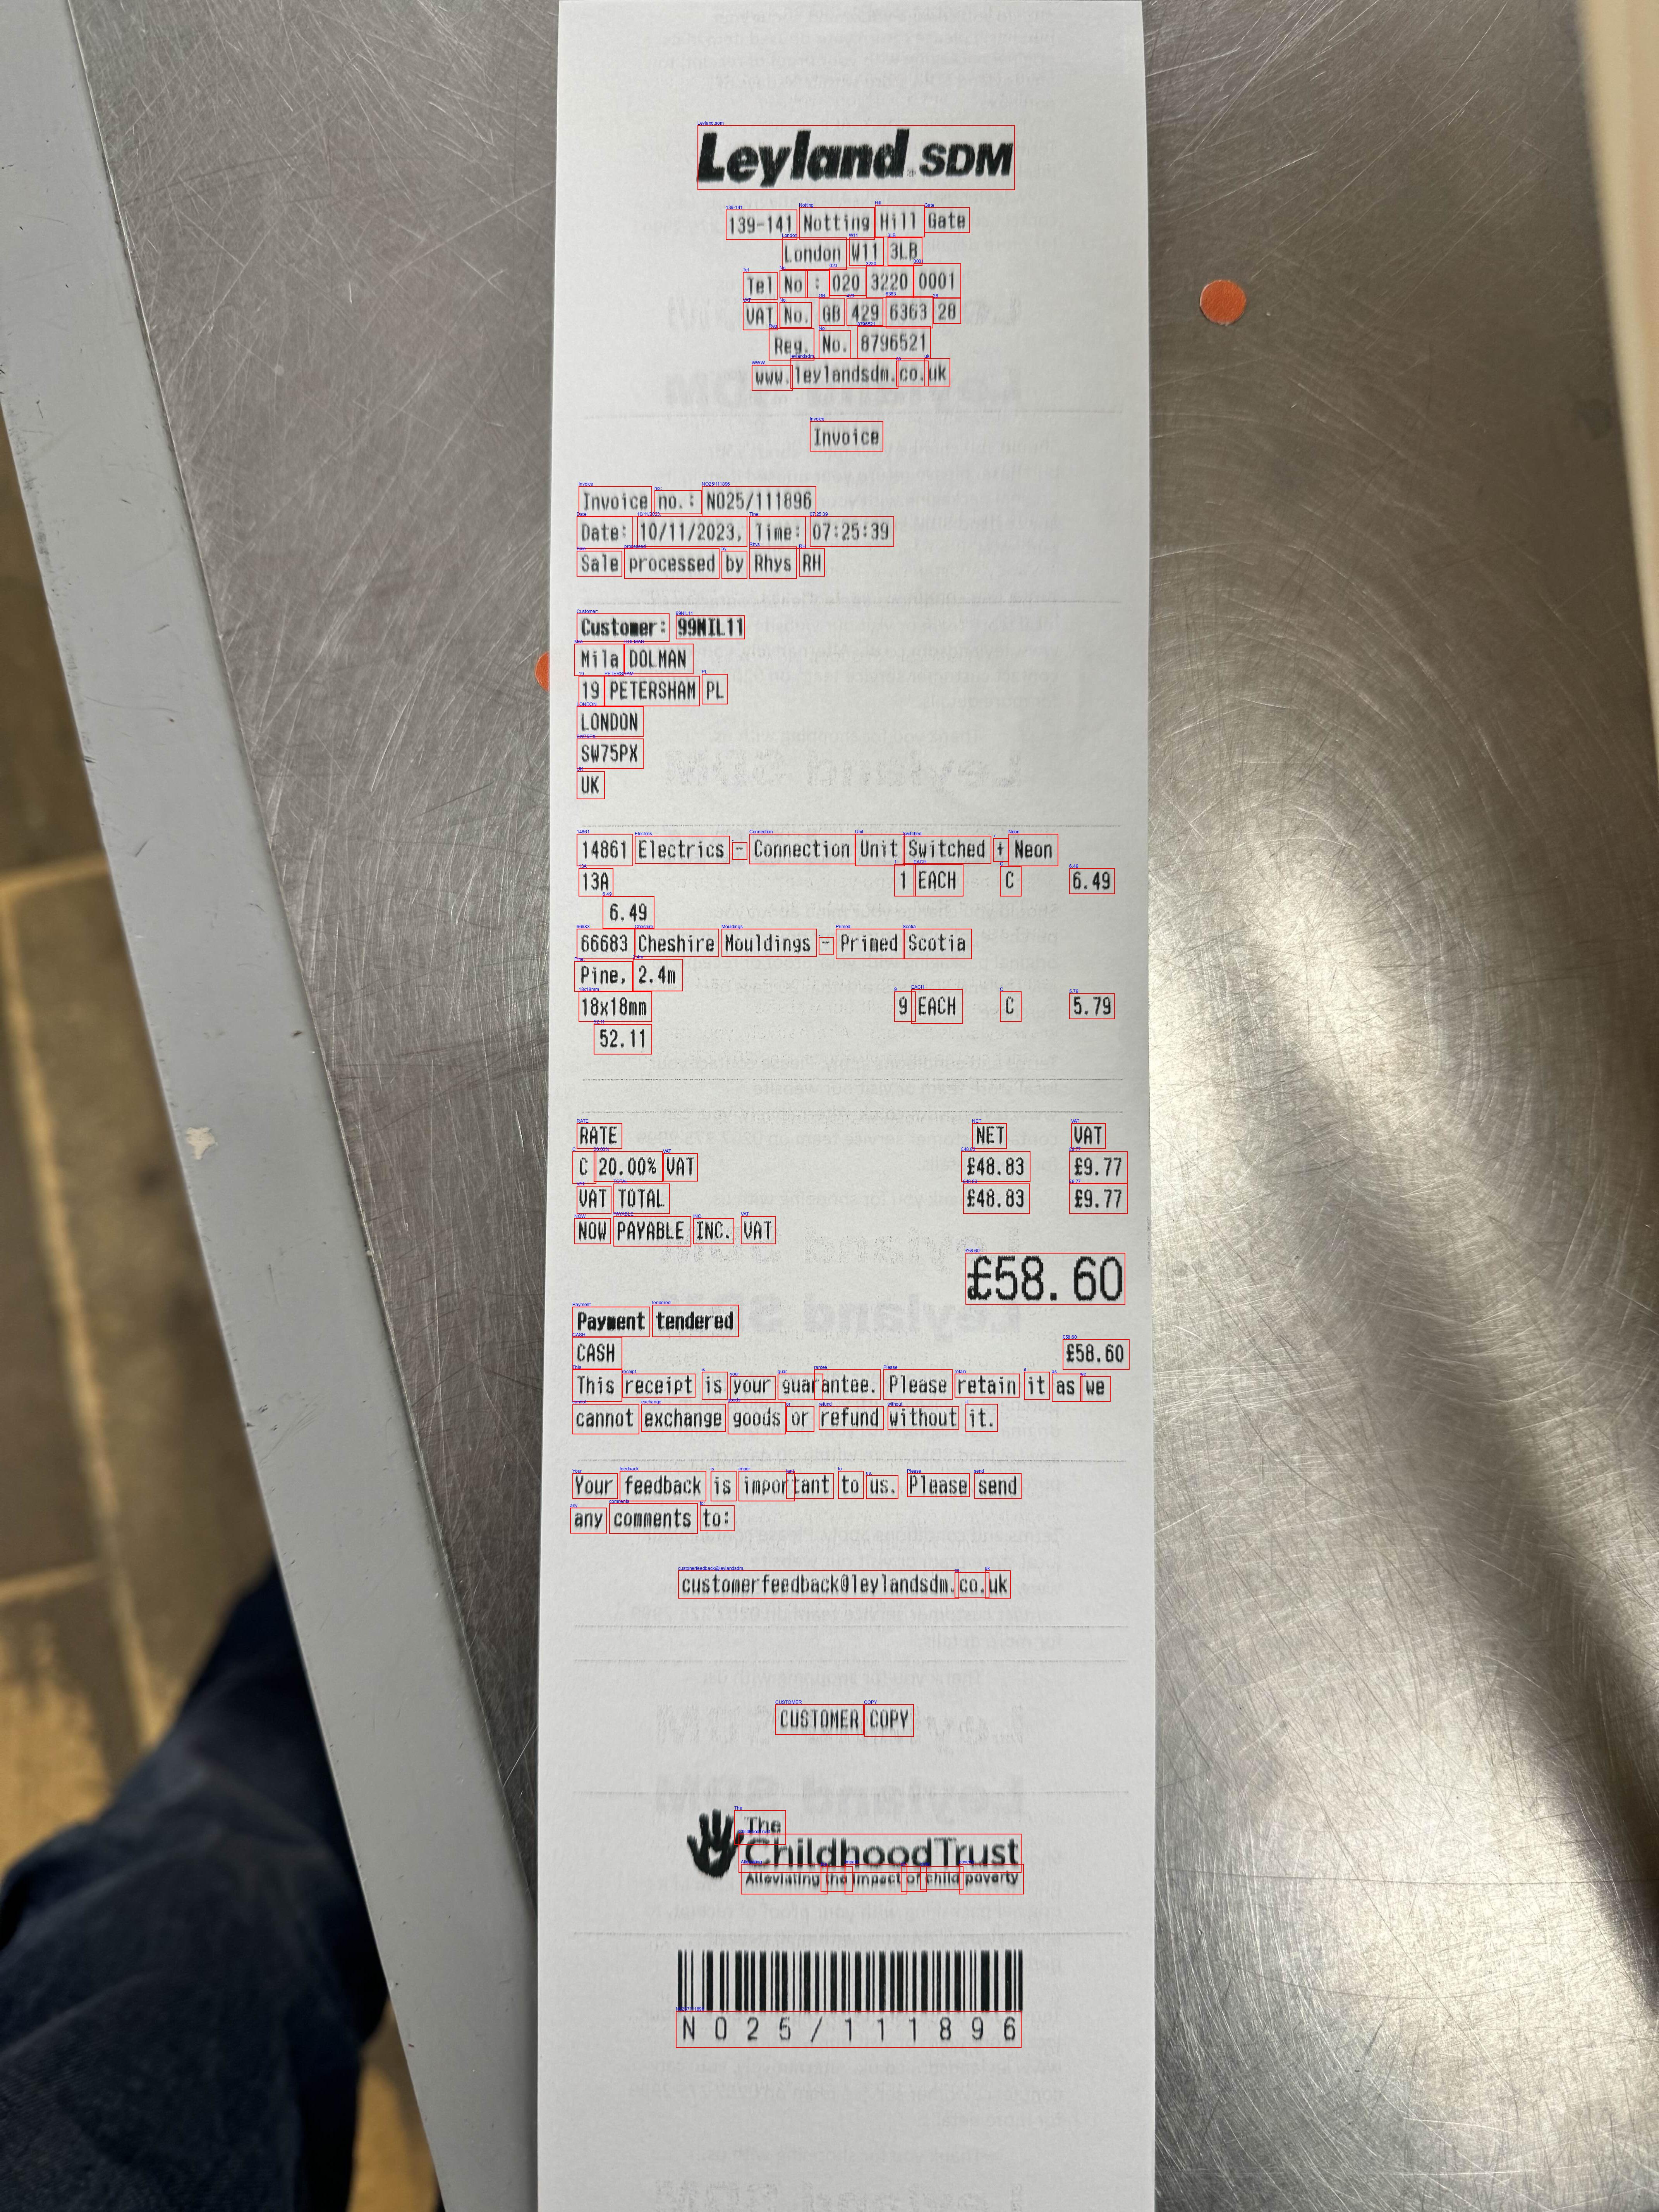 Leyland SDM
139-141 Notting Hill Gate
London W11 3LB
Tel No : 020 3220 0001
VAT No. GB 429 6363 28
Reg. No. 8796521
www.leylandsdm.co.uk
Invoice
Invoice no.: N025/111896
Date: 10/11/2023, Time: 07:25:39
Sale processed by Rhys RH
Customer: 99NIL11
Mila DOLMAN
19 PETERSHAM PL
LONDON
SW75PX
UK
14861 Electrics - Connection Unit Switched + Neon
13A 1 EACH C 6.49
6.49
66683 Cheshire Mouldings - Primed Scotia
Pine, 2.4m
18x18mm 9 EACH C 5.79
52.11
RATE NET VAT
C 20.00% VAT £48.83 £9.77
VAT TOTAL £48.83 £9.77
NOW PAYABLE INC. VAT
£58.60
Payment tendered
CASH £58.60
This receipt is your guarantee. Please retain it as we
cannot exchange goods or refund without it.
Your feedback is important to us. Please send
any comments to:
customerfeedback@leylandsdm.co.uk
CUSTOMER COPY
The
ChildhoodTrust
Alleviating the impact of child poverty
N025/111896